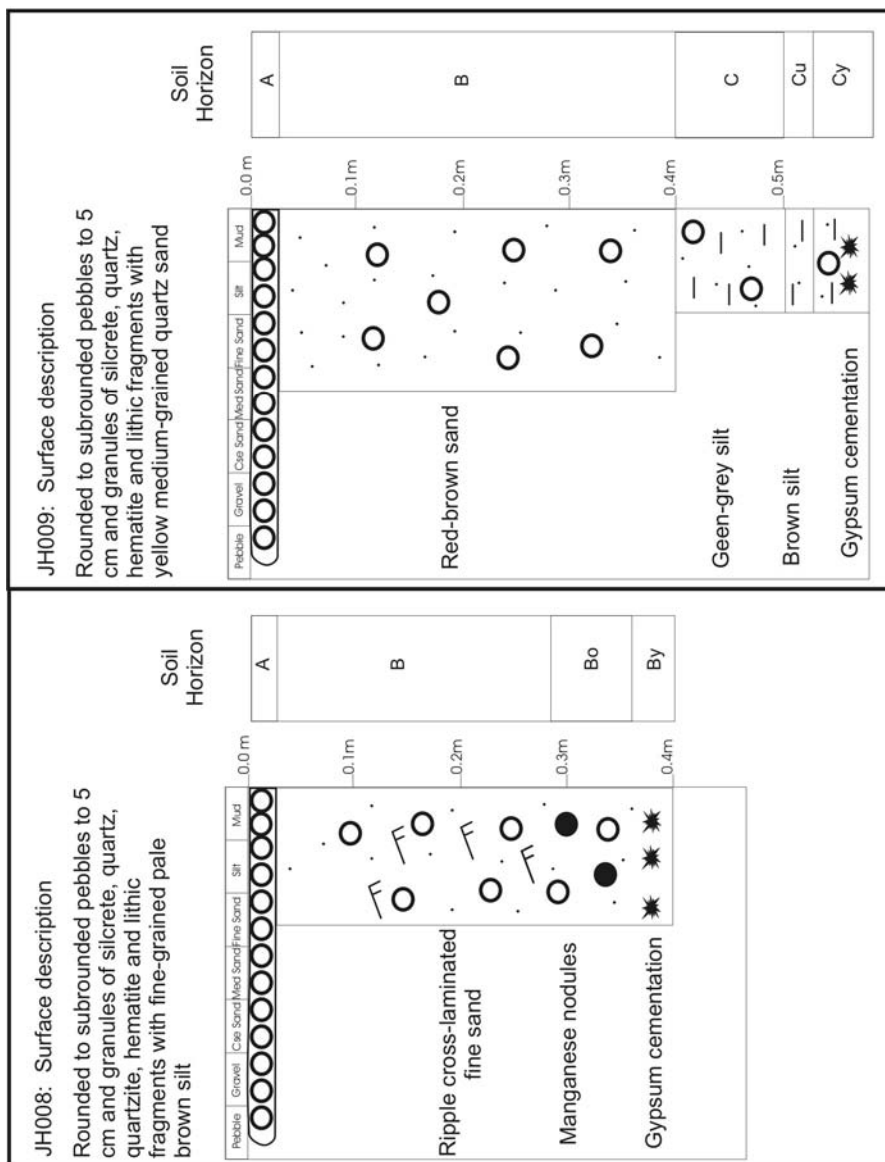 JH008: Surface description
Rounded to subrounded pebbles to 5
cm and granules of silcrete, quartz,
quartzite, hematite and lithic
fragments with fine-grained pale
brown silt
Soil
Horizon
Pebble
Gravel
Cse Sand
Med Sand
Fine Sand
Silt
Mud
0.0 m
0.1m
0.2m
0.3m
0.4m
A
B
Bo
By
Ripple cross-laminated
fine sand
Manganese nodules
Gypsum cementation
JH009: Surface description
Rounded to subrounded pebbles to 5
cm and granules of silcrete, quartz,
hematite and lithic fragments with
yellow medium-grained quartz sand
Soil
Horizon
Pebble
Gravel
Cse Sand
Med Sand
Fine Sand
Silt
Mud
0.0 m
0.1m
0.2m
0.3m
0.4m
0.5m
A
B
C
Cu
Cy
Red-brown sand
Geen-grey silt
Brown silt
Gypsum cementation